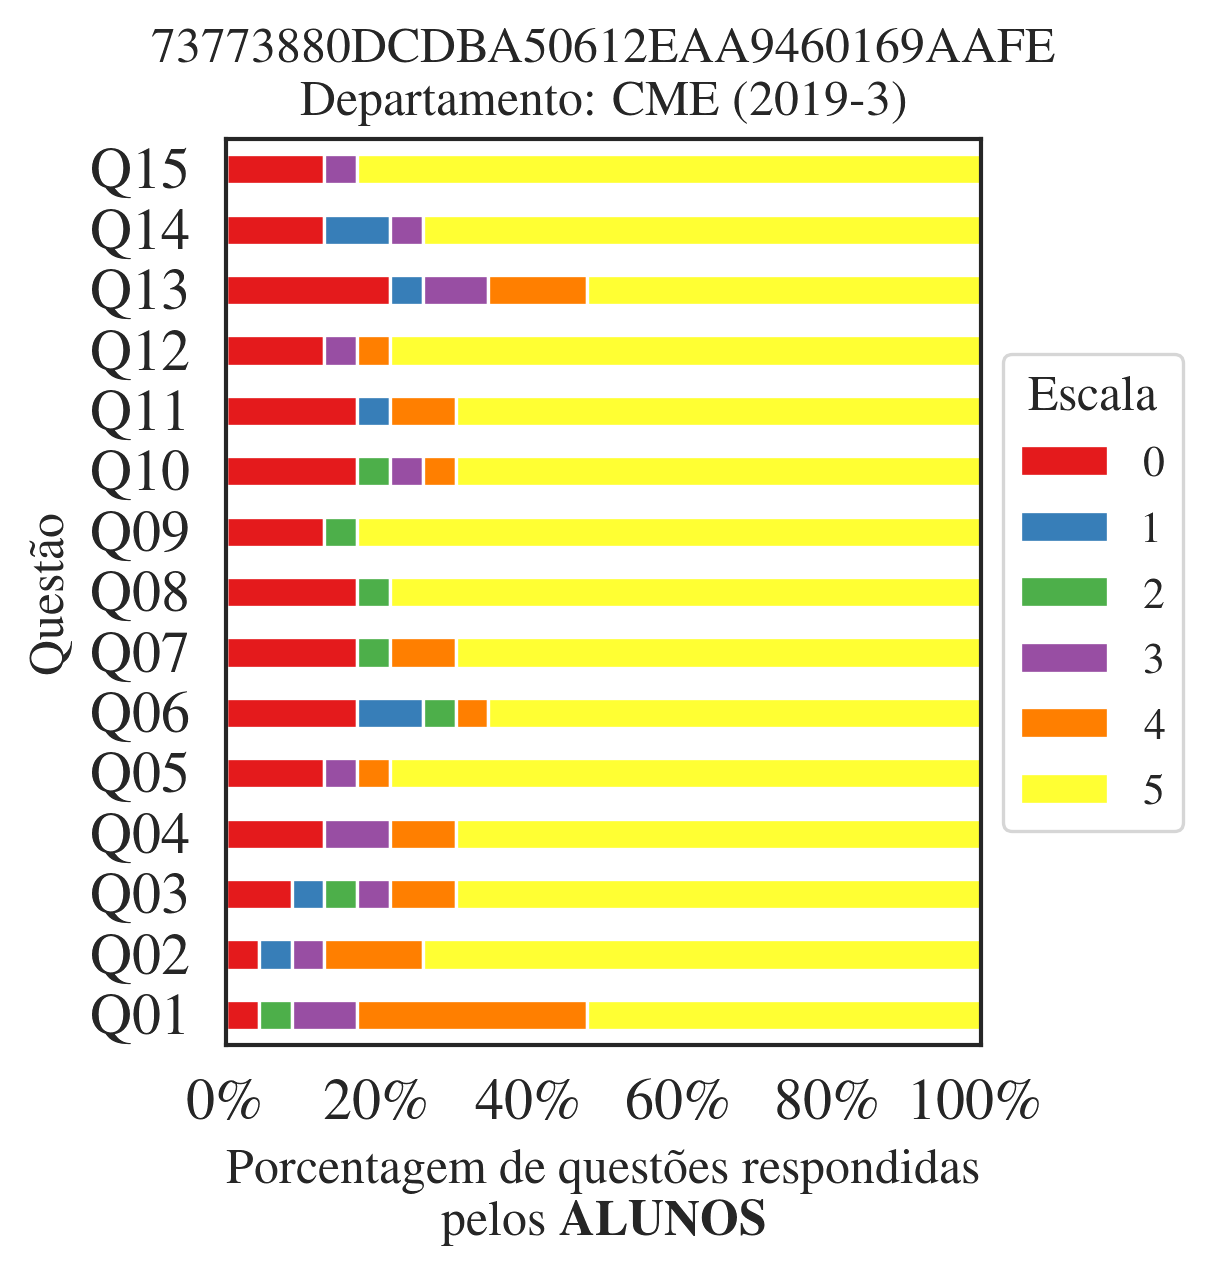 73773880DCDBA50612EAA9460169AAFE
Departamento: CME (2019-3)
Q15
Q14
Q13
Q12
Q11
Q10
Q09
Q08
Q07
Q06
Q05
Q04
Q03
Q02
Q01
Questão
0% 20% 40% 60% 80% 100%
Porcentagem de questões respondidas
pelos ALUNOS
Escala
0
1
2
3
4
5